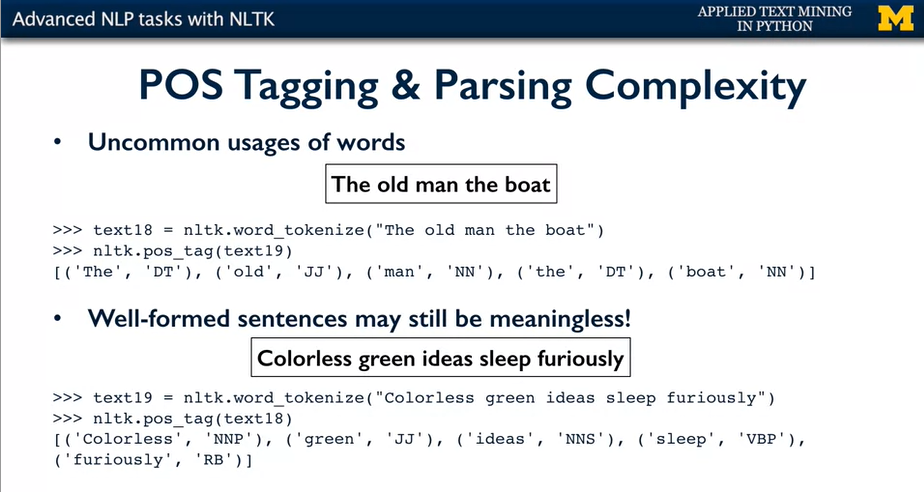 Advanced NLP tasks with NLTK
APPLIED TEXT MINING
IN PYTHON
M
POS Tagging & Parsing Complexity
• Uncommon usages of words
The old man the boat
>>> text18 = nltk.word_tokenize("The old man the boat")
>>> nltk.pos_tag(text19)
[('The', 'DT'), ('old', 'JJ'), ('man', 'NN'), ('the', 'DT'), ('boat', 'NN')]
• Well-formed sentences may still be meaningless!
Colorless green ideas sleep furiously
>>> text19 = nltk.word_tokenize("Colorless green ideas sleep furiously")
>>> nltk.pos_tag(text18)
[('Colorless', 'NNP'), ('green', 'JJ'), ('ideas', 'NNS'), ('sleep', 'VBP'),
('furiously', 'RB')]